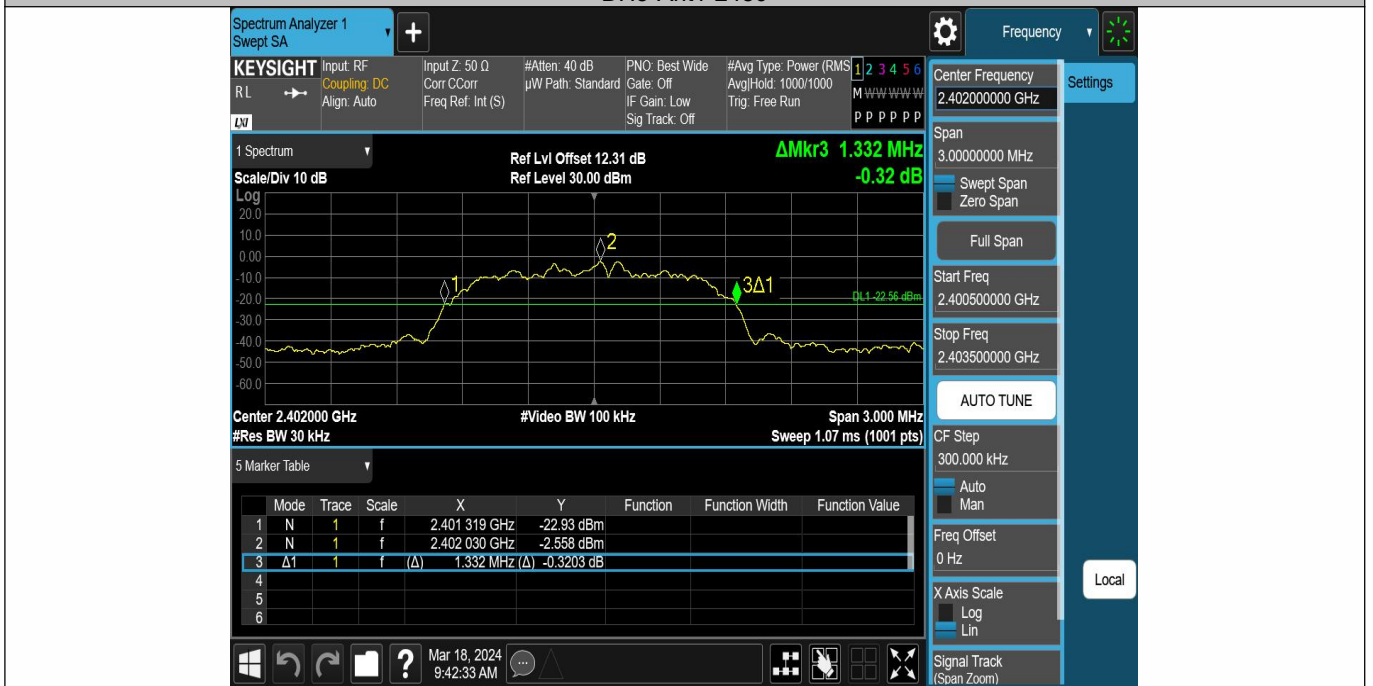 Spectrum Analyzer 1
Swept SA
+
Frequency
KEYSIGHT
RL
LXI
Input: RF
Coupling: DC
Align: Auto
Input Z: 50 Ω
Corr CCorr
Freq Ref: Int (S)
#Atten: 40 dB
µW Path: Standard
PNO: Best Wide
Gate: Off
IF Gain: Low
Sig Track: Off
#Avg Type: Power (RMS
Avg|Hold: 1000/1000
Trig: Free Run
1 2 3 4 5 6
M W W W W W
P P P P P P
Center Frequency
2.402000000 GHz
Settings
Span
3.00000000 MHz
Swept Span
Zero Span
Full Span
Start Freq
2.400500000 GHz
Stop Freq
2.403500000 GHz
AUTO TUNE
CF Step
300.000 kHz
Auto
Man
Freq Offset
0 Hz
X Axis Scale
Log
Lin
Signal Track
(Span Zoom)
Local
1 Spectrum
Scale/Div 10 dB
Ref Lvl Offset 12.31 dB
Ref Level 30.00 dBm
ΔMkr3 1.332 MHz
-0.32 dB
Log
20.0
10.0
0.00
-10.0
-20.0
-30.0
-40.0
-50.0
-60.0
1
2
3Δ1
DL1 -22.56 dBm
Center 2.402000 GHz
#Video BW 100 kHz
Span 3.000 MHz
#Res BW 30 kHz
Sweep 1.07 ms (1001 pts)
5 Marker Table
Mode Trace Scale X Y Function Function Width Function Value
1 N 1 f 2.401 319 GHz -22.93 dBm
2 N 1 f 2.402 030 GHz -2.558 dBm
3 Δ1 1 f (Δ) 1.332 MHz (Δ) -0.3203 dB
4
5
6
?
Mar 18, 2024
9:42:33 AM